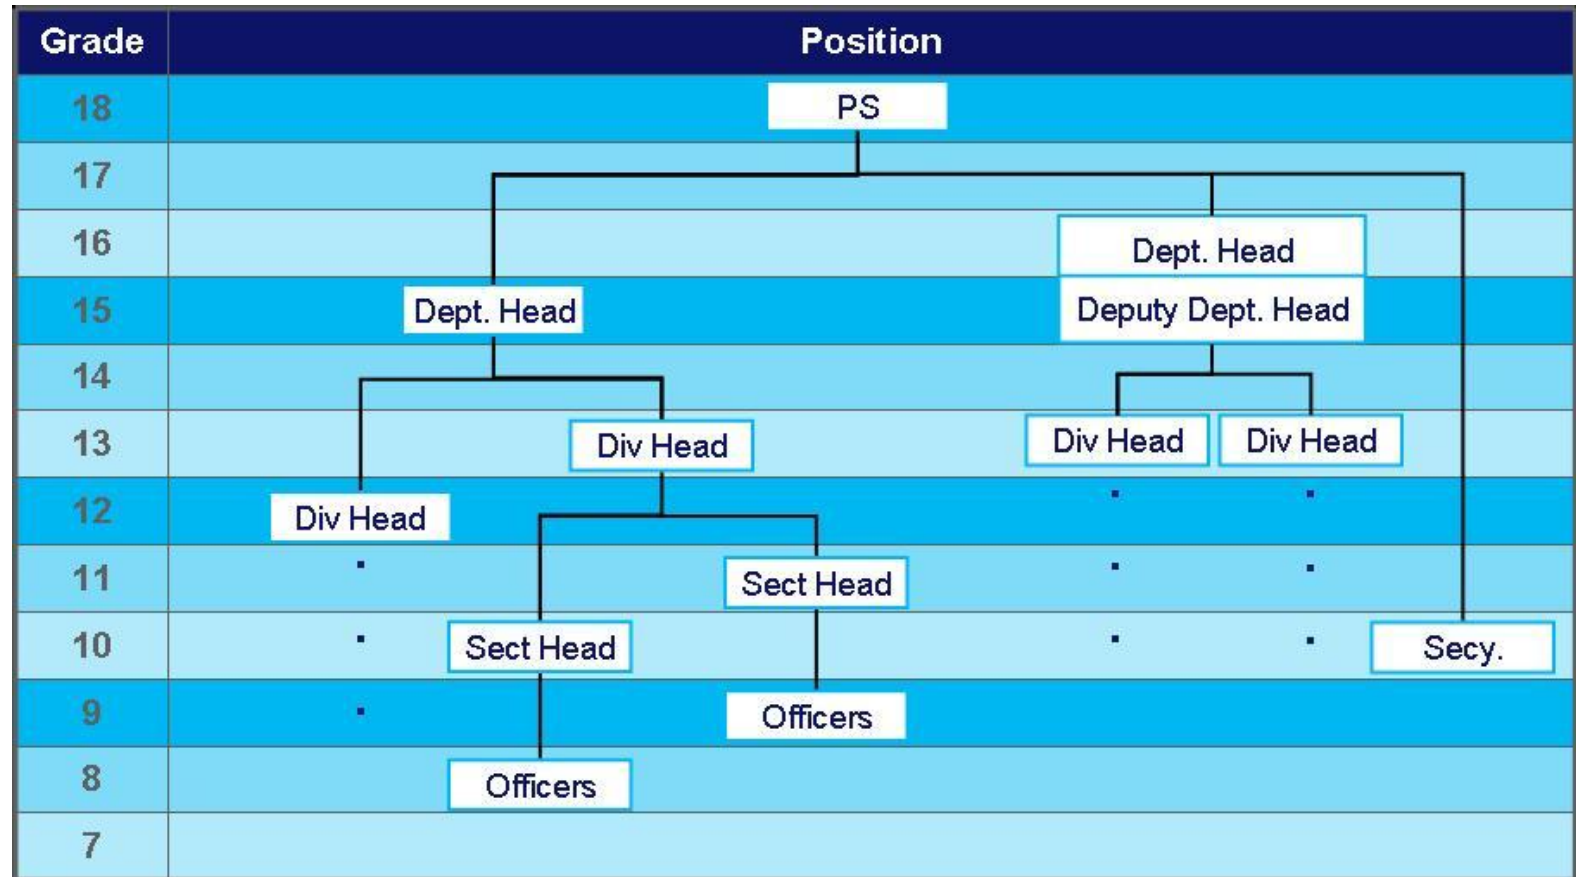 Grade Position
18 PS
17
16 Dept. Head
15 Dept. Head Deputy Dept. Head
14
13 Div Head Div Head Div Head
12 Div Head
11 Sect Head
10 Sect Head Secy.
9 Officers
8 Officers
7